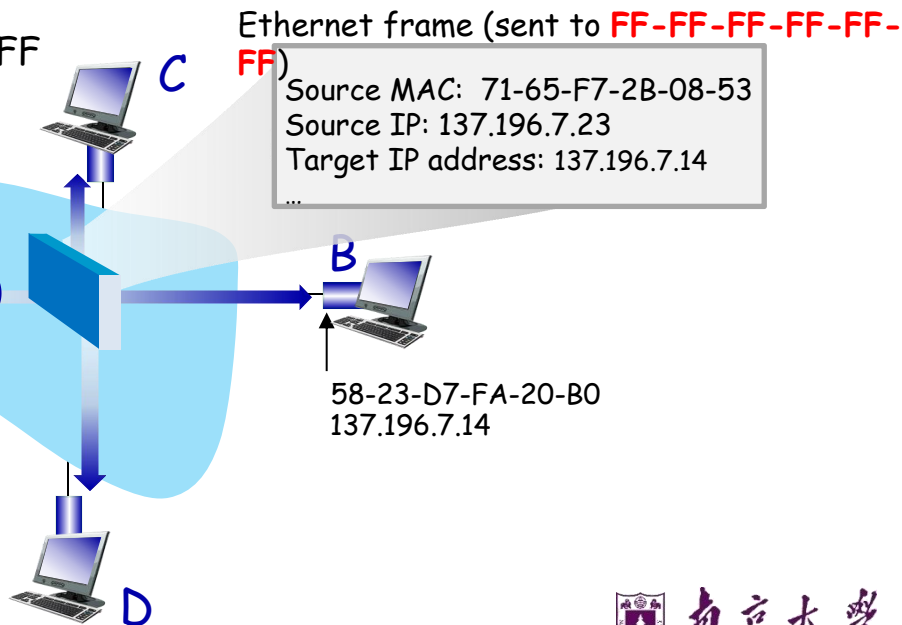 Ethernet frame (sent to FF-FF-FF-FF-FF-
FF)
FF
C
Source MAC: 71-65-F7-2B-08-53
Source IP: 137.196.7.23
Target IP address: 137.196.7.14
…
B
58-23-D7-FA-20-B0
137.196.7.14
D
南京大学